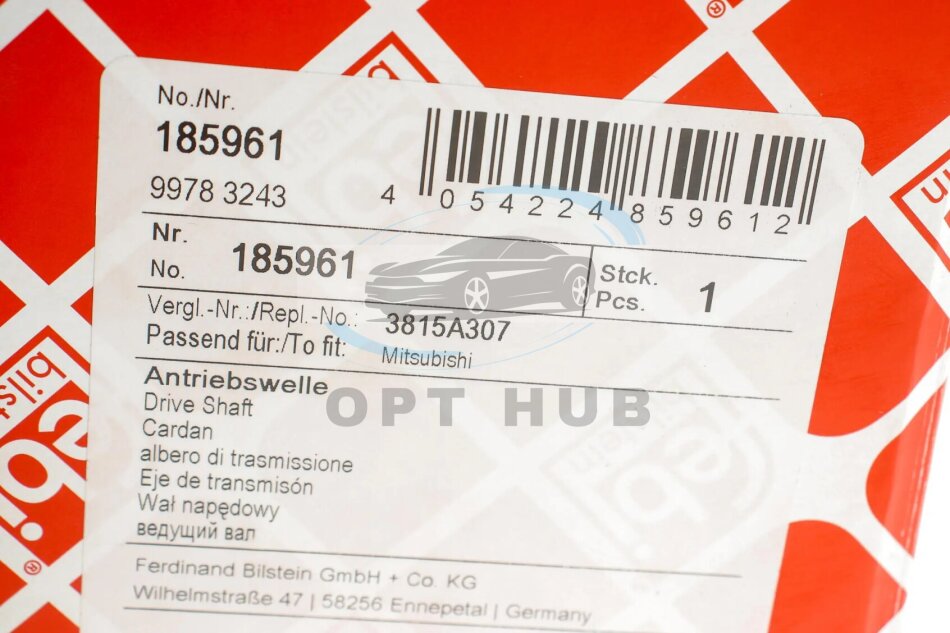 No./Nr.
185961
9978 3243
4 054224 859612
Nr.
No.
185961
Stck.
Pcs.
1
Vergl.-Nr.:/Repl.-No.: 3815A307
Passend für:/To fit: Mitsubishi
Antriebswelle
Drive Shaft
Cardan
albero di trasmissione
Eje de transmisón
Wał napędowy
ведущий вал
OPT HUB
Ferdinand Bilstein GmbH + Co. KG
Wilhelmstraße 47 | 58256 Ennepetal | Germany
febi
bilstein
®